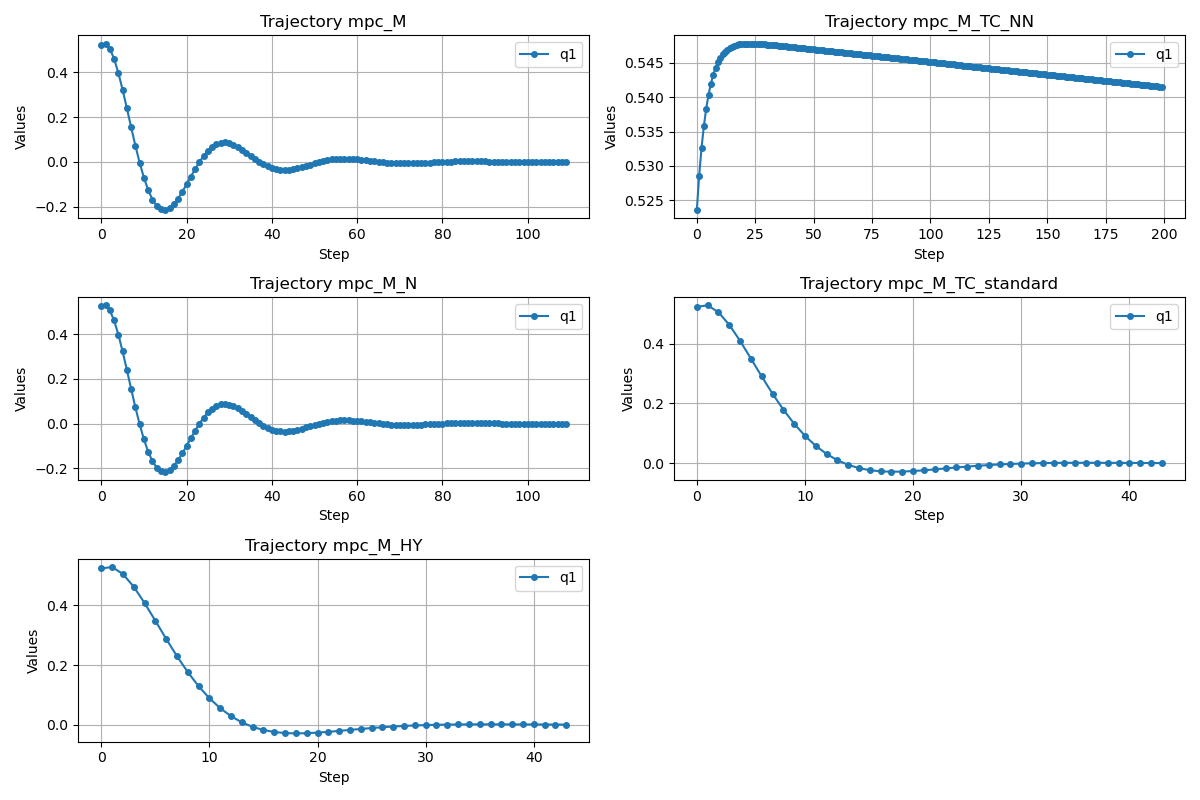 Trajectory mpc_M
Values
0.4
0.2
0.0
−0.2
q1
0 20 40 60 80 100
Step
Trajectory mpc_M_TC_NN
Values
0.545
0.540
0.535
0.530
0.525
q1
0 25 50 75 100 125 150 175 200
Step
Trajectory mpc_M_N
Values
0.4
0.2
0.0
−0.2
q1
0 20 40 60 80 100
Step
Trajectory mpc_M_TC_standard
Values
0.4
0.2
0.0
q1
0 10 20 30 40
Step
Trajectory mpc_M_HY
Values
0.4
0.2
0.0
q1
0 10 20 30 40
Step